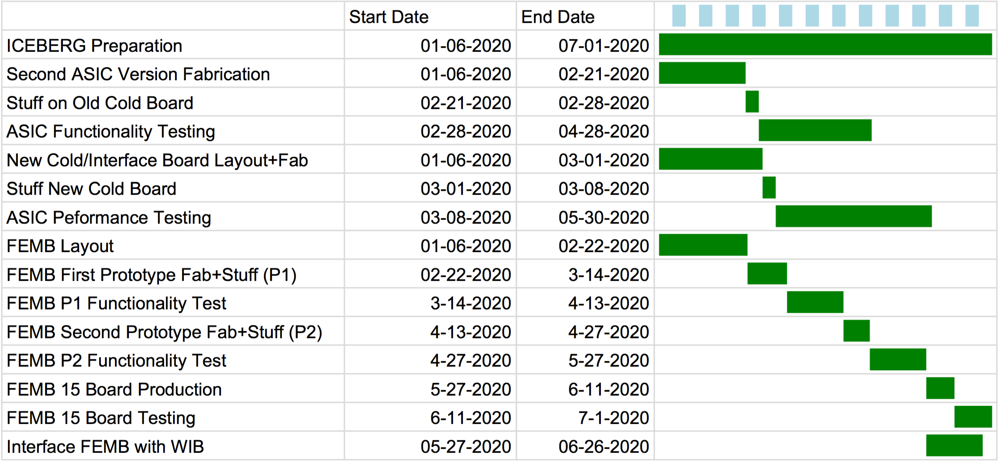 Start Date End Date
ICEBERG Preparation 01-06-2020 07-01-2020
Second ASIC Version Fabrication 01-06-2020 02-21-2020
Stuff on Old Cold Board 02-21-2020 02-28-2020
ASIC Functionality Testing 02-28-2020 04-28-2020
New Cold/Interface Board Layout+Fab 01-06-2020 03-01-2020
Stuff New Cold Board 03-01-2020 03-08-2020
ASIC Peformance Testing 03-08-2020 05-30-2020
FEMB Layout 01-06-2020 02-22-2020
FEMB First Prototype Fab+Stuff (P1) 02-22-2020 3-14-2020
FEMB P1 Functionality Test 3-14-2020 4-13-2020
FEMB Second Prototype Fab+Stuff (P2) 4-13-2020 4-27-2020
FEMB P2 Functionality Test 4-27-2020 5-27-2020
FEMB 15 Board Production 5-27-2020 6-11-2020
FEMB 15 Board Testing 6-11-2020 7-1-2020
Interface FEMB with WIB 05-27-2020 06-26-2020